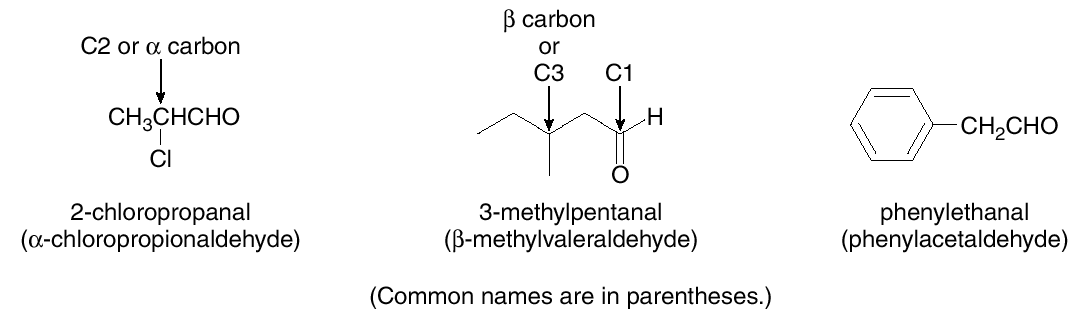 β carbon
or
C3
C1
C2 or α carbon
CH3CHCHO
Cl
H
O
CH2CHO
2-chloropropanal
(α-chloropropionaldehyde)
3-methylpentanal
(β-methylvaleraldehyde)
phenylethanal
(phenylacetaldehyde)
(Common names are in parentheses.)